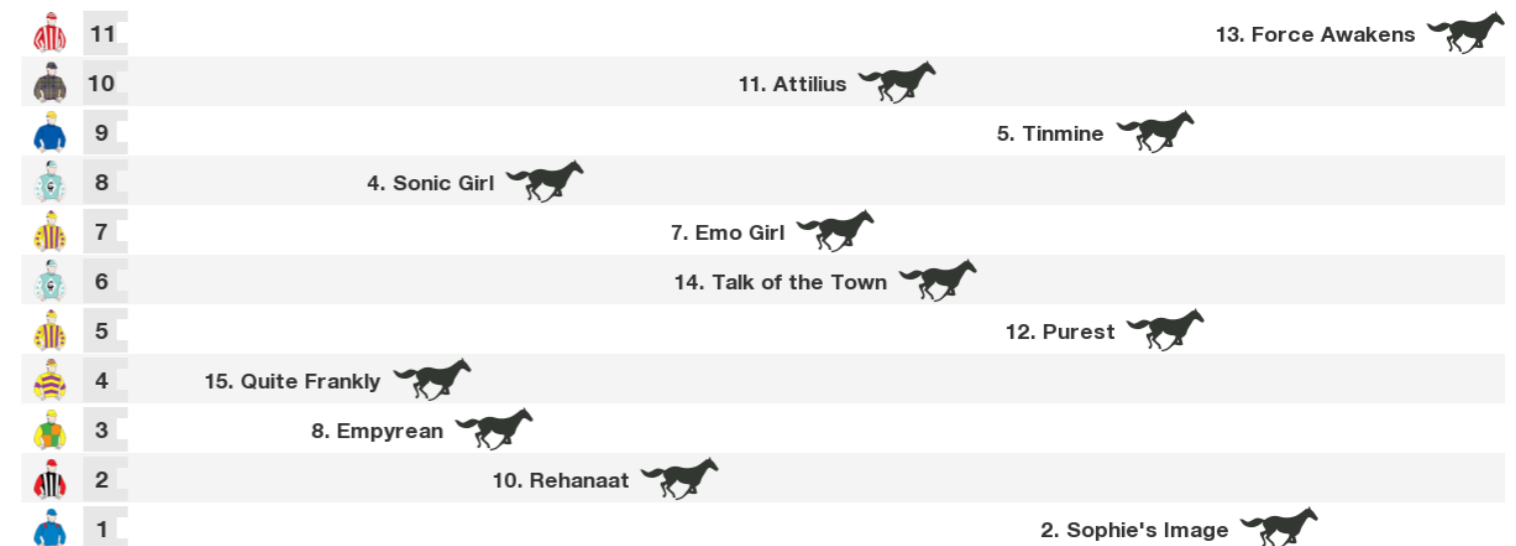 11 13. Force Awakens
10 11. Attilius
9 5. Tinmine
8 4. Sonic Girl
7 7. Emo Girl
6 14. Talk of the Town
5 12. Purest
4 15. Quite Frankly
3 8. Empyrean
2 10. Rehanaat
1 2. Sophie's Image